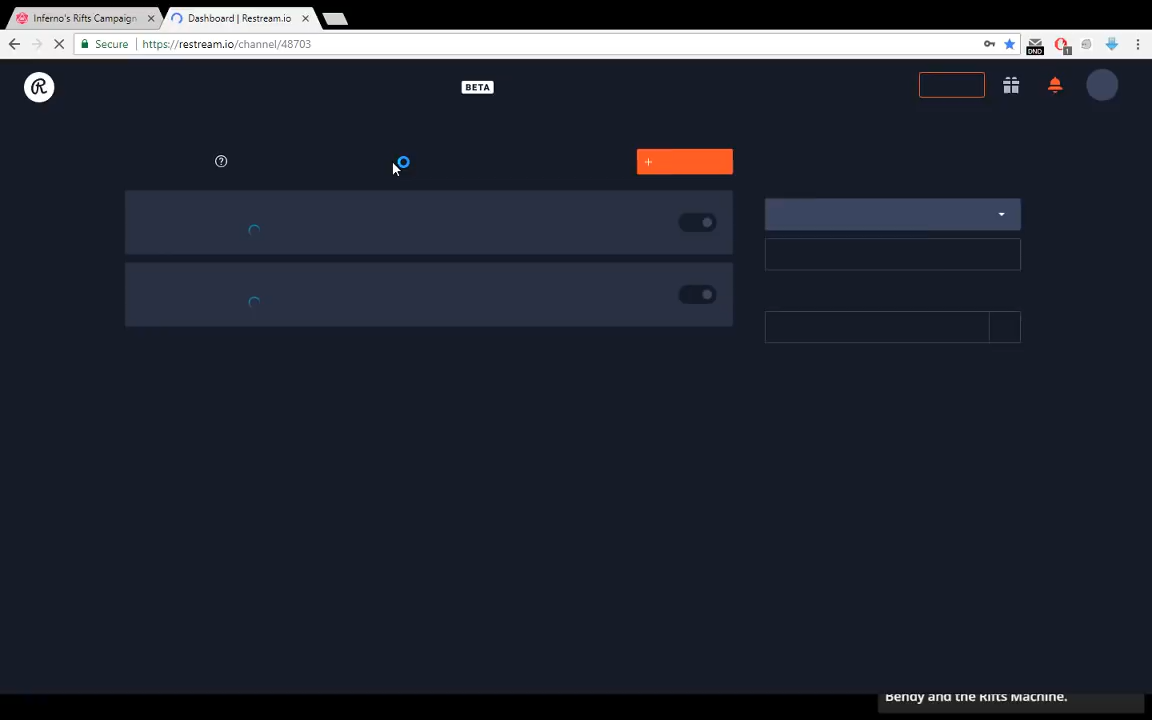 Inferno's Rifts Campaign
Dashboard | Restream.io
Secure
https://restream.io/channel/48703
DND
1
R
BETA
?
+
Bendy and the Rifts Machine.